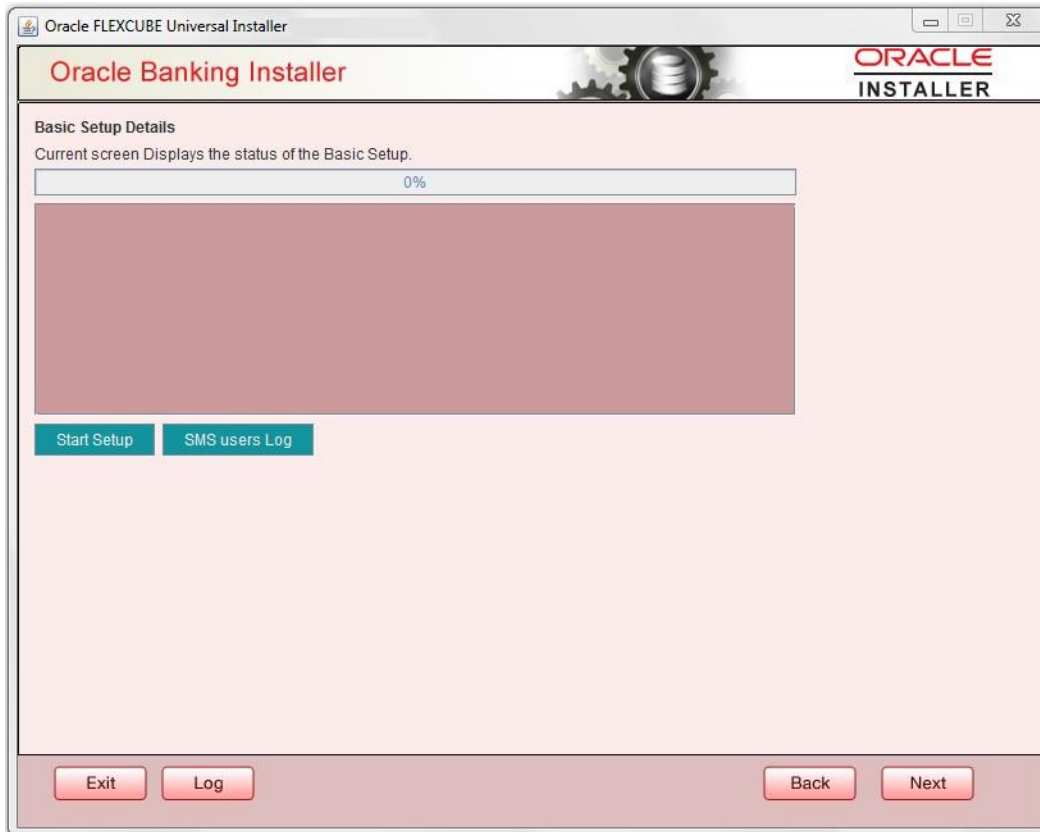 Oracle FLEXCUBE Universal Installer
Oracle Banking Installer
ORACLE
INSTALLER
Basic Setup Details
Current screen Displays the status of the Basic Setup.
0%
Start Setup SMS users Log
Exit Log Back Next